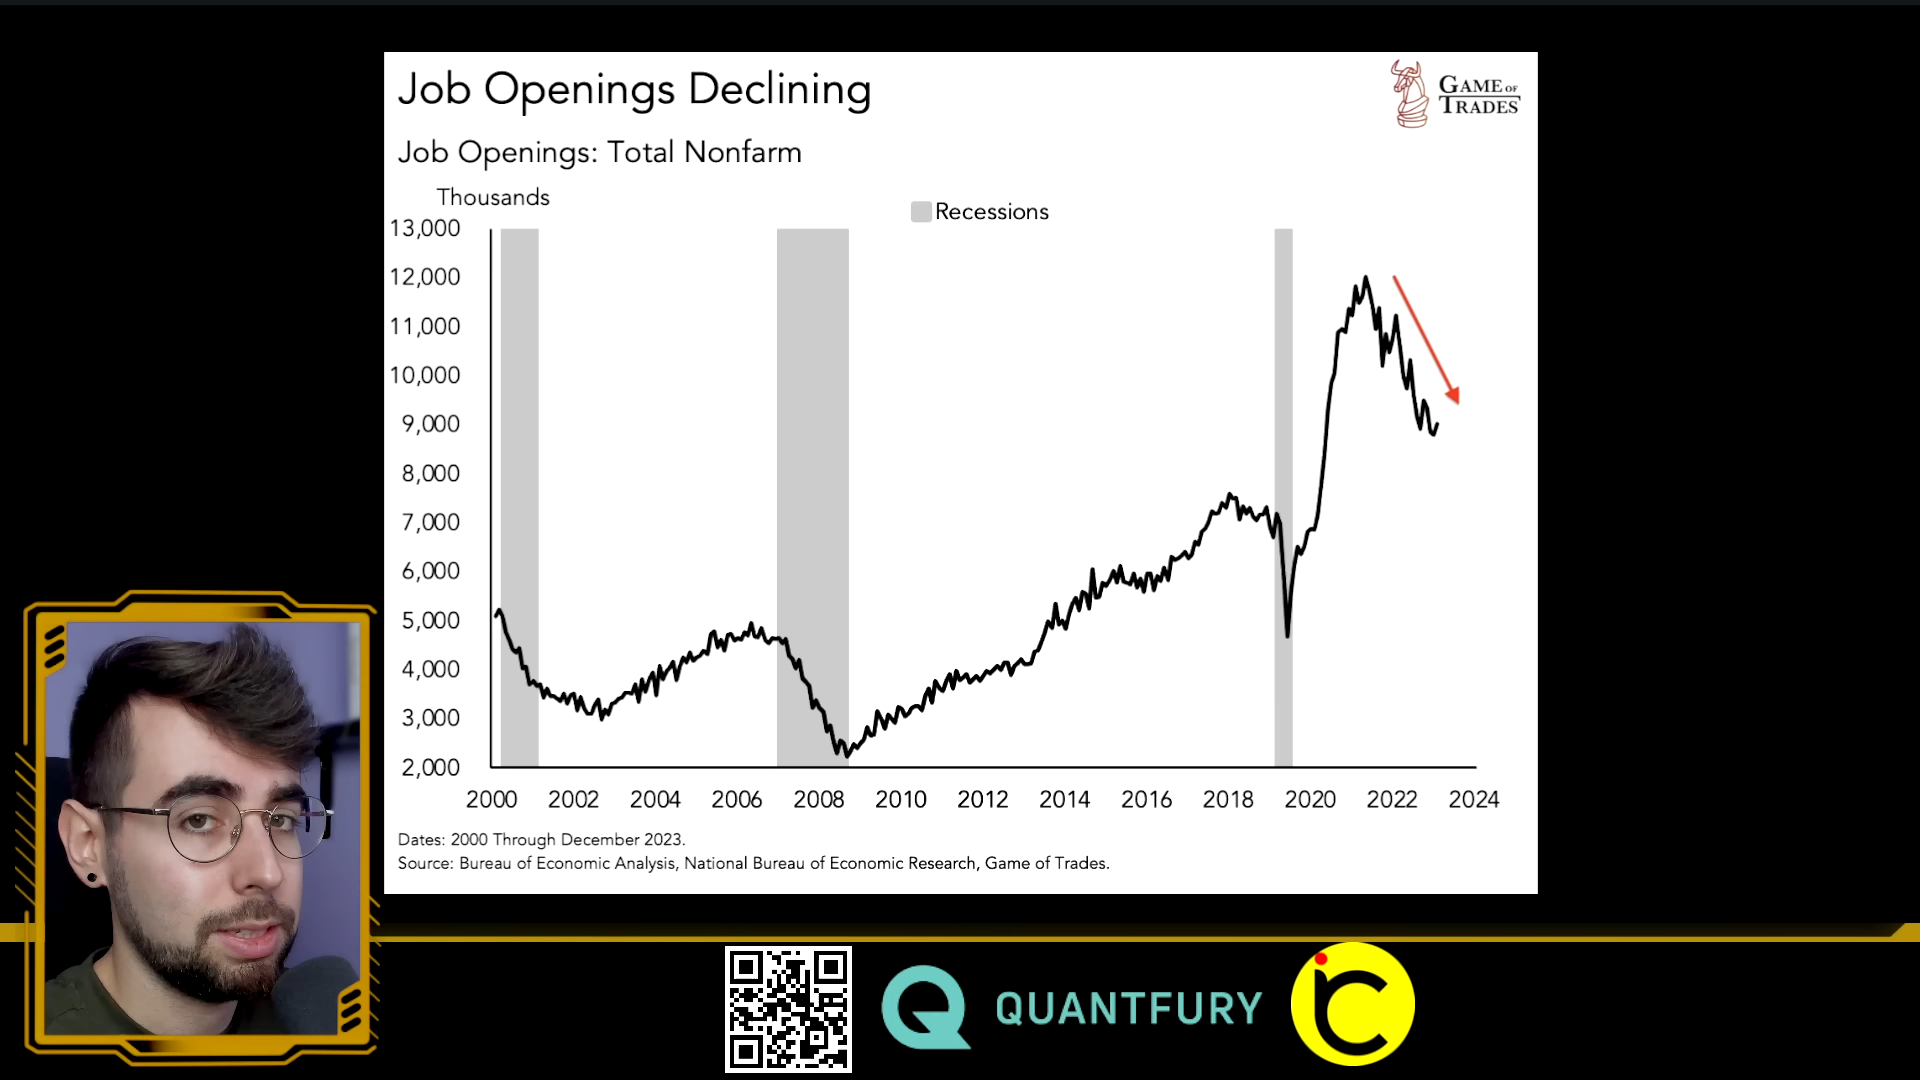 Job Openings Declining
GAME OF
TRADES
Job Openings: Total Nonfarm
Thousands
Recessions
13,000
12,000
11,000
10,000
9,000
8,000
7,000
6,000
5,000
4,000
3,000
2,000
2000 2002 2004 2006 2008 2010 2012 2014 2016 2018 2020 2022 2024
Dates: 2000 Through December 2023.
Source: Bureau of Economic Analysis, National Bureau of Economic Research, Game of Trades.
QUANTFURY